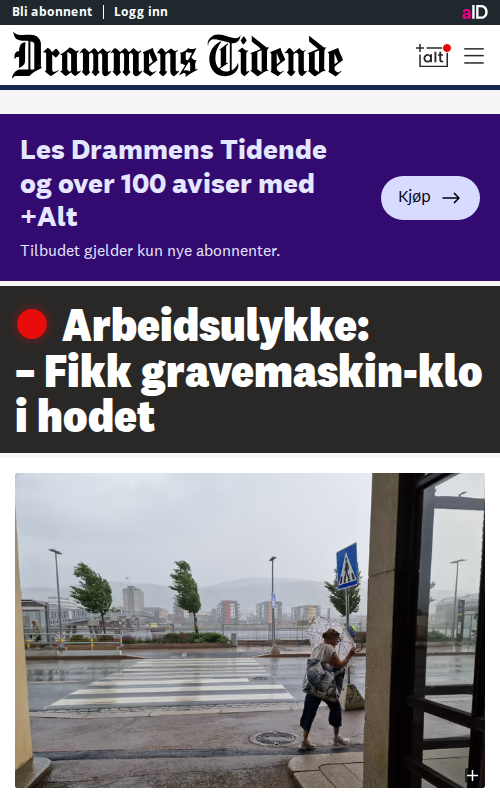 Bli abonnent | Logg inn
aID
Drammens Tidende
+alt
Les Drammens Tidende
og over 100 aviser med
+Alt
Kjøp →
Tilbudet gjelder kun nye abonnenter.
Arbeidsulykke:
– Fikk gravemaskin-klo
i hodet
+